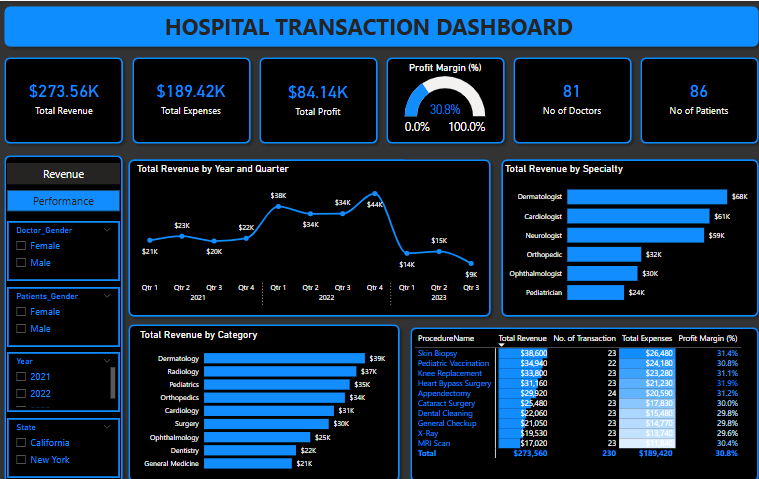 HOSPITAL TRANSACTION DASHBOARD
$273.56K
Total Revenue
$189.42K
Total Expenses
$84.14K
Total Profit
Profit Margin (%)
30.8%
0.0% 100.0%
81
No of Doctors
86
No of Patients
Revenue
Performance
Doctor_Gender
Female
Male
Patients_Gender
Female
Male
Year
2021
2022
State
California
New York
Total Revenue by Year and Quarter
$21K $23K $20K $22K $38K $34K $34K $44K $14K $15K $9K
Qtr 1 Qtr 2 Qtr 3 Qtr 4 Qtr 1 Qtr 2 Qtr 3 Qtr 4 Qtr 1 Qtr 2 Qtr 3
2021 2022 2023
Total Revenue by Specialty
Dermatologist $68K
Cardiologist $61K
Neurologist $59K
Orthopedic $32K
Ophthalmologist $30K
Pediatrician $24K
Total Revenue by Category
Dermatology $39K
Radiology $37K
Pediatrics $35K
Orthopedics $34K
Cardiology $31K
Surgery $30K
Ophthalmology $25K
Dentistry $22K
General Medicine $21K
ProcedureName Total Revenue No. of Transaction Total Expenses Profit Margin (%)
Skin Biopsy $38,600 23 $26,480 31.4%
Pediatric Vaccination $34,940 22 $24,180 30.8%
Knee Replacement $33,800 23 $23,280 31.1%
Heart Bypass Surgery $31,160 23 $21,230 31.9%
Appendectomy $29,920 24 $20,590 31.2%
Cataract Surgery $25,480 23 $17,830 30.0%
Dental Cleaning $22,060 23 $15,480 29.8%
General Checkup $21,050 23 $14,770 29.8%
X-Ray $19,530 23 $13,740 29.6%
MRI Scan $17,020 23 30.4%
Total $273,560 230 $189,420 30.8%